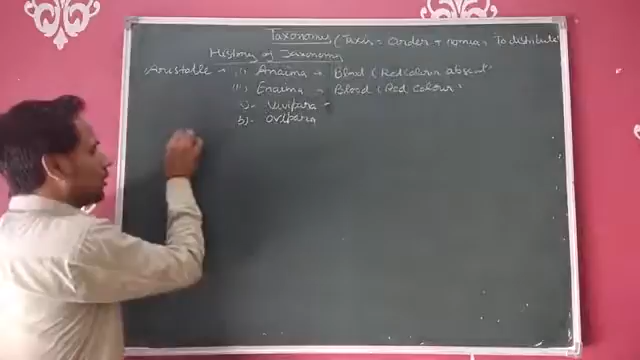 Taxonomy (Taxis = Order + nomia, To distribute
History of Taxonomy
Aristotle → (i) Anaima → Blood (Red colour absent
(ii) Enaima → Blood (Red Colour)
a)- Vivipara -
b)- Ovipara